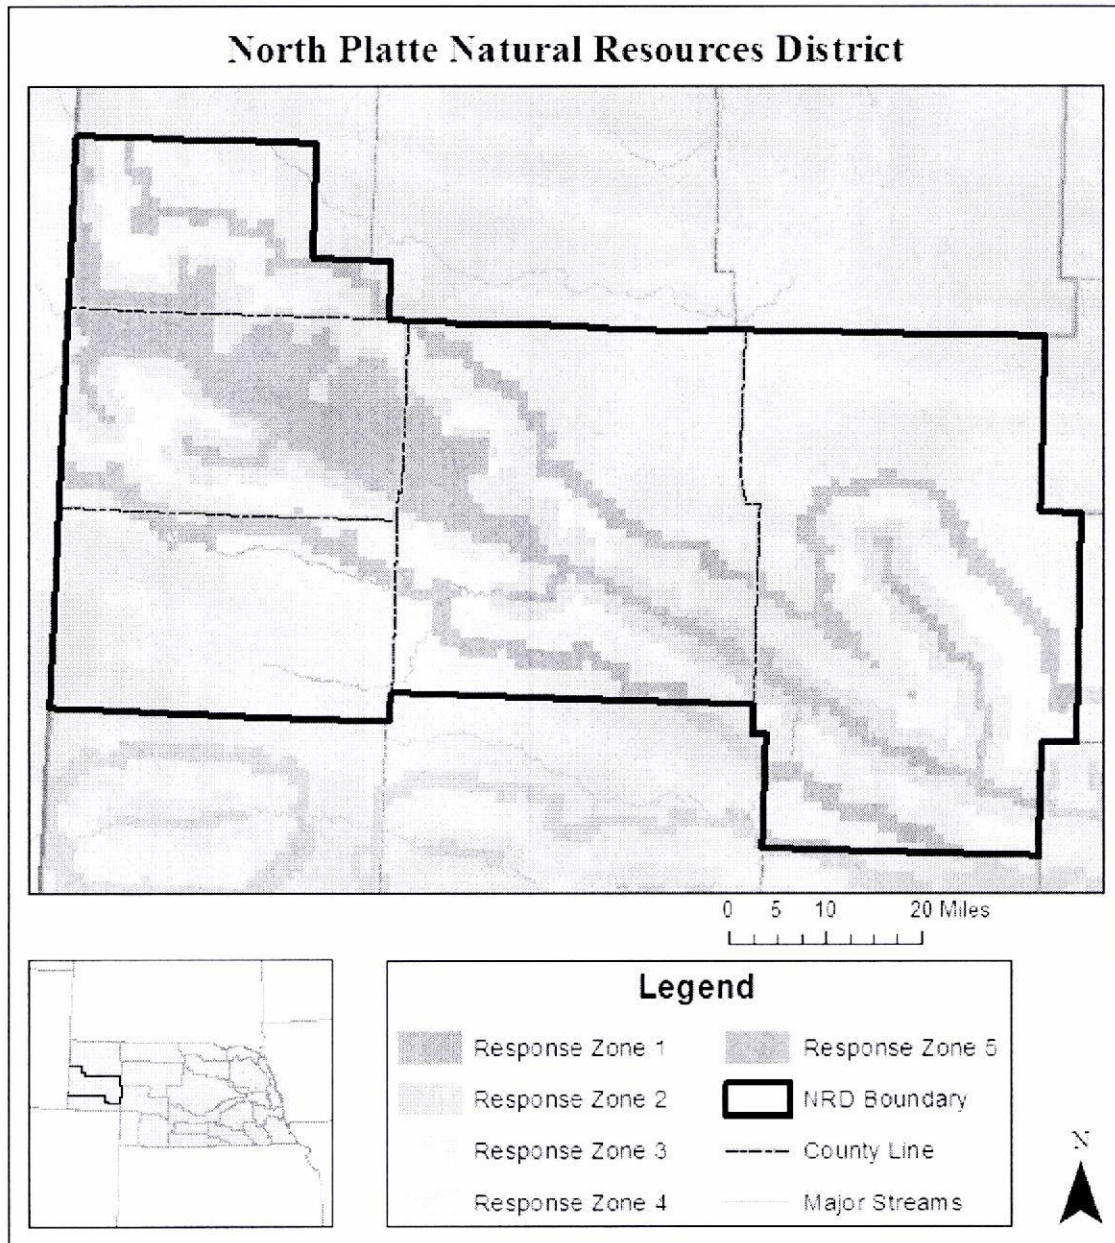 North Platte Natural Resources District
0 5 10 20 Miles
Legend
Response Zone 1
Response Zone 2
Response Zone 3
Response Zone 4
Response Zone 5
NRD Boundary
County Line
Major Streams
N